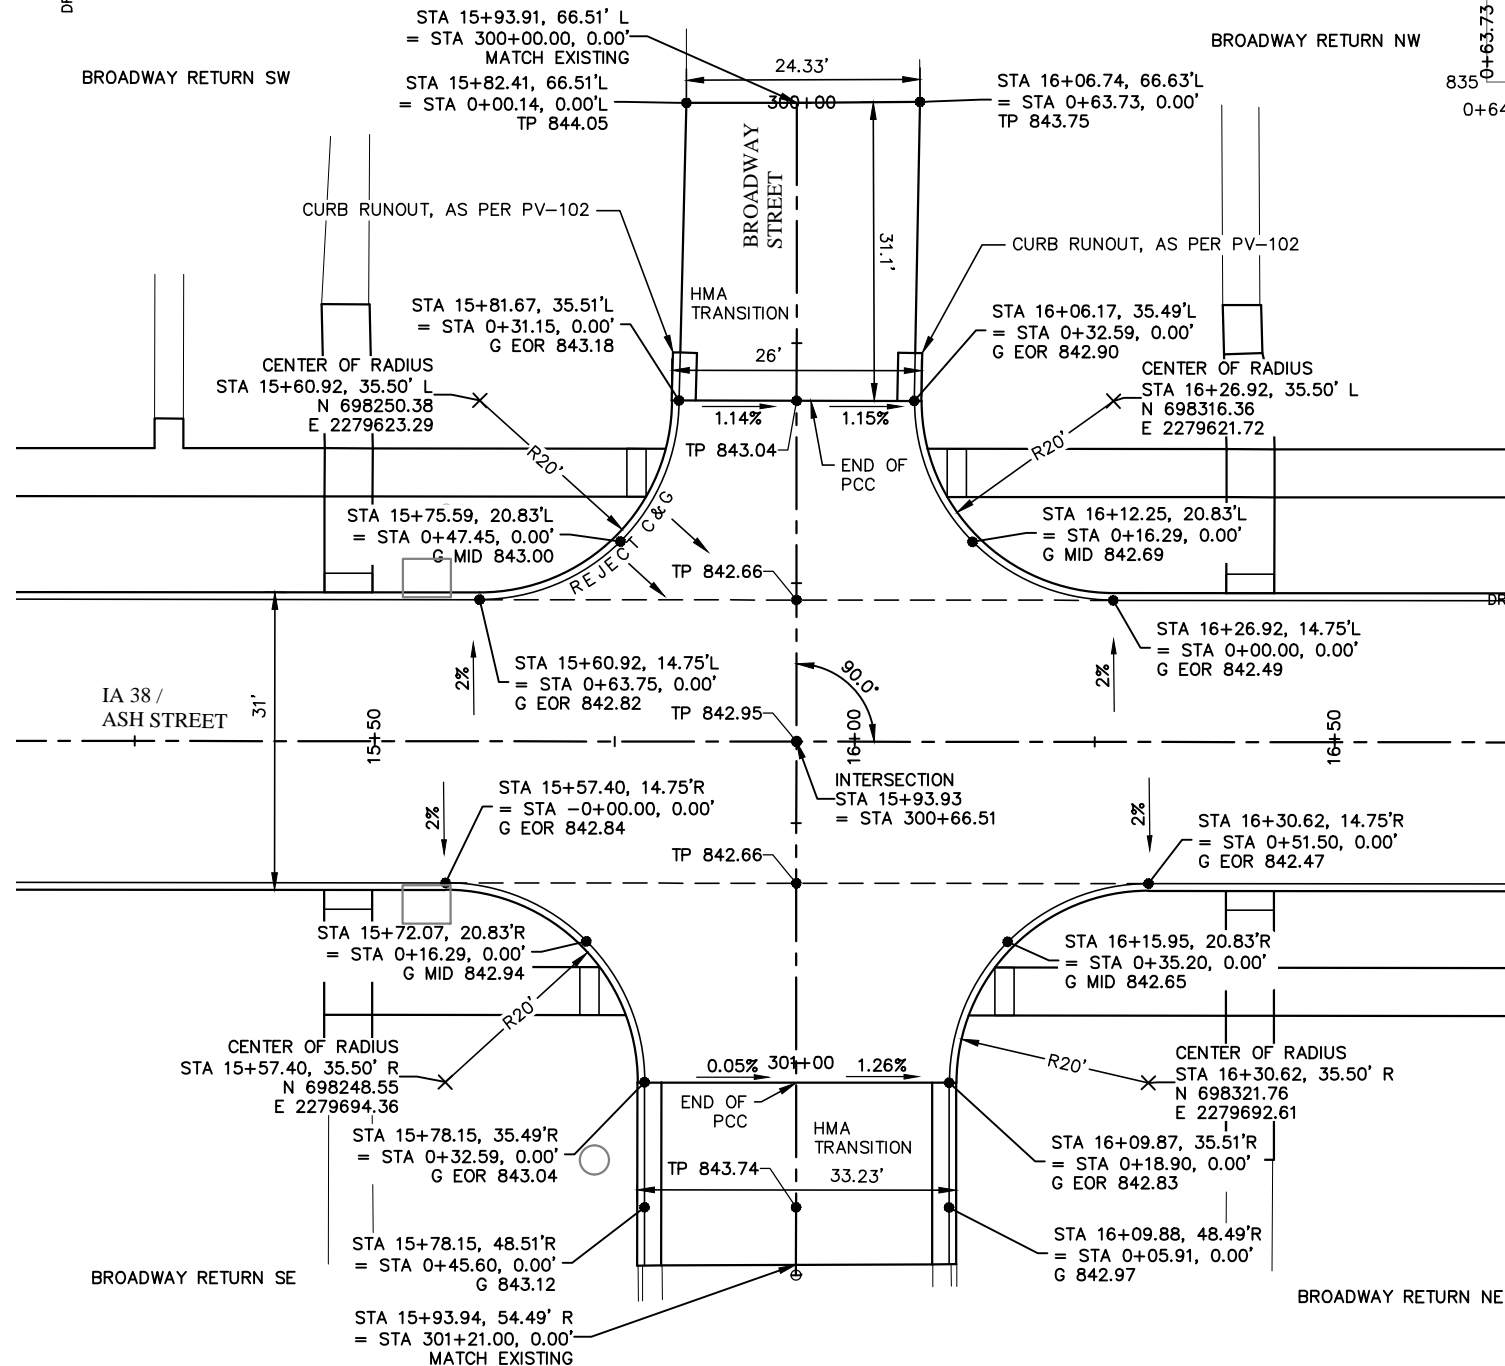 STA 15+93.91, 66.51' L
= STA 300+00.00, 0.00'
MATCH EXISTING
BROADWAY RETURN SW
BROADWAY RETURN NW
0+63.73
835
0+64
24.33'
STA 15+82.41, 66.51'L
= STA 0+00.14, 0.00'L
TP 844.05
300+00
STA 16+06.74, 66.63'L
= STA 0+63.73, 0.00'
TP 843.75
BROADWAY
STREET
CURB RUNOUT, AS PER PV-102
31.1'
CURB RUNOUT, AS PER PV-102
HMA
TRANSITION
STA 15+81.67, 35.51'L
= STA 0+31.15, 0.00'
G EOR 843.18
STA 16+06.17, 35.49'L
= STA 0+32.59, 0.00'
G EOR 842.90
26'
CENTER OF RADIUS
STA 15+60.92, 35.50' L
N 698250.38
E 2279623.29
CENTER OF RADIUS
STA 16+26.92, 35.50' L
N 698316.36
E 2279621.72
1.14%
1.15%
R20'
R20'
TP 843.04
END OF
PCC
STA 15+75.59, 20.83'L
= STA 0+47.45, 0.00'
G MID 843.00
REJECT C&G
STA 16+12.25, 20.83'L
= STA 0+16.29, 0.00'
G MID 842.69
TP 842.66
DR
STA 15+60.92, 14.75'L
= STA 0+63.75, 0.00'
G EOR 842.82
2%
90.0°
2%
STA 16+26.92, 14.75'L
= STA 0+00.00, 0.00'
G EOR 842.49
IA 38 /
ASH STREET
31'
TP 842.95
15+50
16+00
16+50
INTERSECTION
STA 15+93.93
= STA 300+66.51
STA 15+57.40, 14.75'R
= STA -0+00.00, 0.00'
G EOR 842.84
2%
2%
STA 16+30.62, 14.75'R
= STA 0+51.50, 0.00'
G EOR 842.47
TP 842.66
STA 15+72.07, 20.83'R
= STA 0+16.29, 0.00'
G MID 842.94
STA 16+15.95, 20.83'R
= STA 0+35.20, 0.00'
G MID 842.65
R20'
R20'
CENTER OF RADIUS
STA 15+57.40, 35.50' R
N 698248.55
E 2279694.36
0.05%
301+00
1.26%
CENTER OF RADIUS
STA 16+30.62, 35.50' R
N 698321.76
E 2279692.61
END OF
PCC
HMA
TRANSITION
STA 15+78.15, 35.49'R
= STA 0+32.59, 0.00'
G EOR 843.04
STA 16+09.87, 35.51'R
= STA 0+18.90, 0.00'
G EOR 842.83
TP 843.74
33.23'
STA 15+78.15, 48.51'R
= STA 0+45.60, 0.00'
G 843.12
STA 16+09.88, 48.49'R
= STA 0+05.91, 0.00'
G 842.97
BROADWAY RETURN SE
BROADWAY RETURN NE
STA 15+93.94, 54.49' R
= STA 301+21.00, 0.00'
MATCH EXISTING